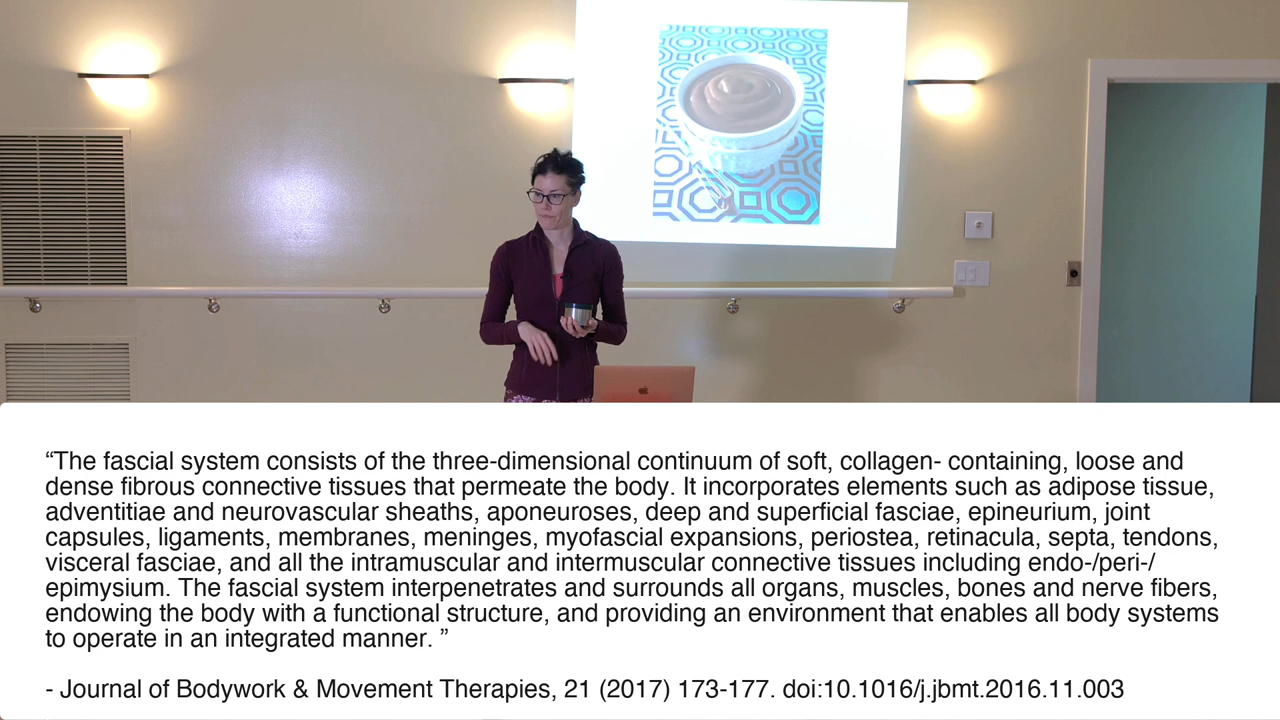 “The fascial system consists of the three-dimensional continuum of soft, collagen- containing, loose and
dense fibrous connective tissues that permeate the body. It incorporates elements such as adipose tissue,
adventitiae and neurovascular sheaths, aponeuroses, deep and superficial fasciae, epineurium, joint
capsules, ligaments, membranes, meninges, myofascial expansions, periostea, retinacula, septa, tendons,
visceral fasciae, and all the intramuscular and intermuscular connective tissues including endo-/peri-/
epimysium. The fascial system interpenetrates and surrounds all organs, muscles, bones and nerve fibers,
endowing the body with a functional structure, and providing an environment that enables all body systems
to operate in an integrated manner. ”
- Journal of Bodywork & Movement Therapies, 21 (2017) 173-177. doi:10.1016/j.jbmt.2016.11.003